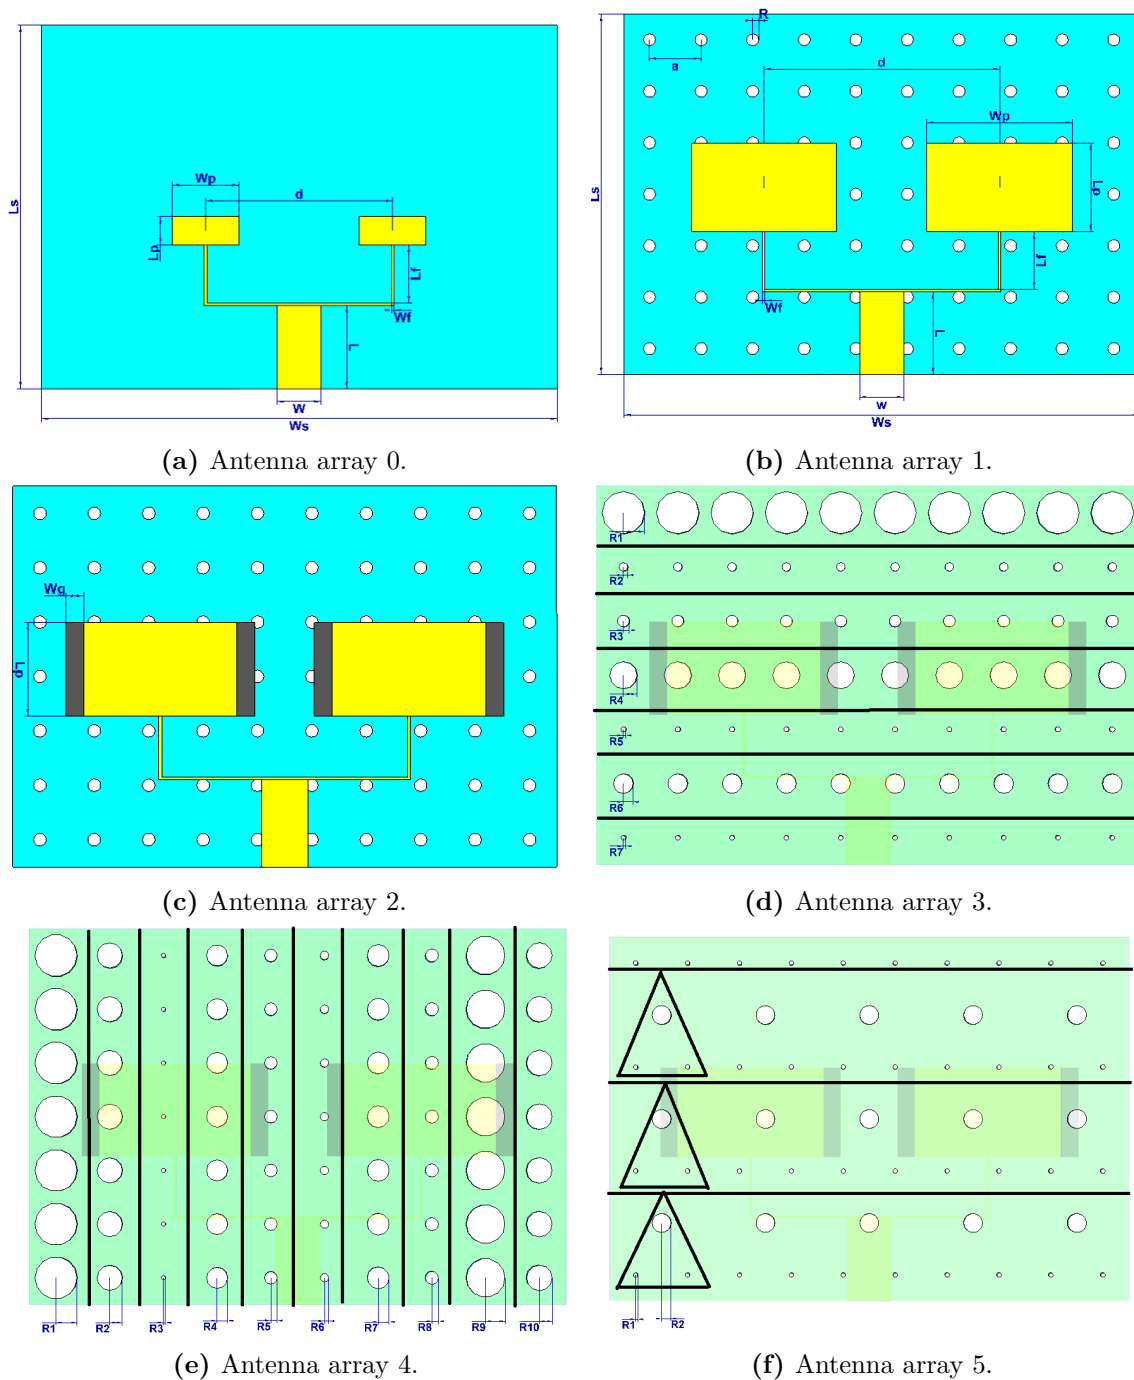 Ls
Wp
d
Lp
Lf
Wf
L
W
Ws
(a) Antenna array 0.
R
a
d
Wp
Ls
Lp
Lf
Wf
L
w
Ws
(b) Antenna array 1.
Wg
Lp
(c) Antenna array 2.
R1
R2
R3
R4
R5
R6
R7
(d) Antenna array 3.
R1 R2 R3 R4 R5 R6 R7 R8 R9 R10
(e) Antenna array 4.
R1 R2
(f) Antenna array 5.